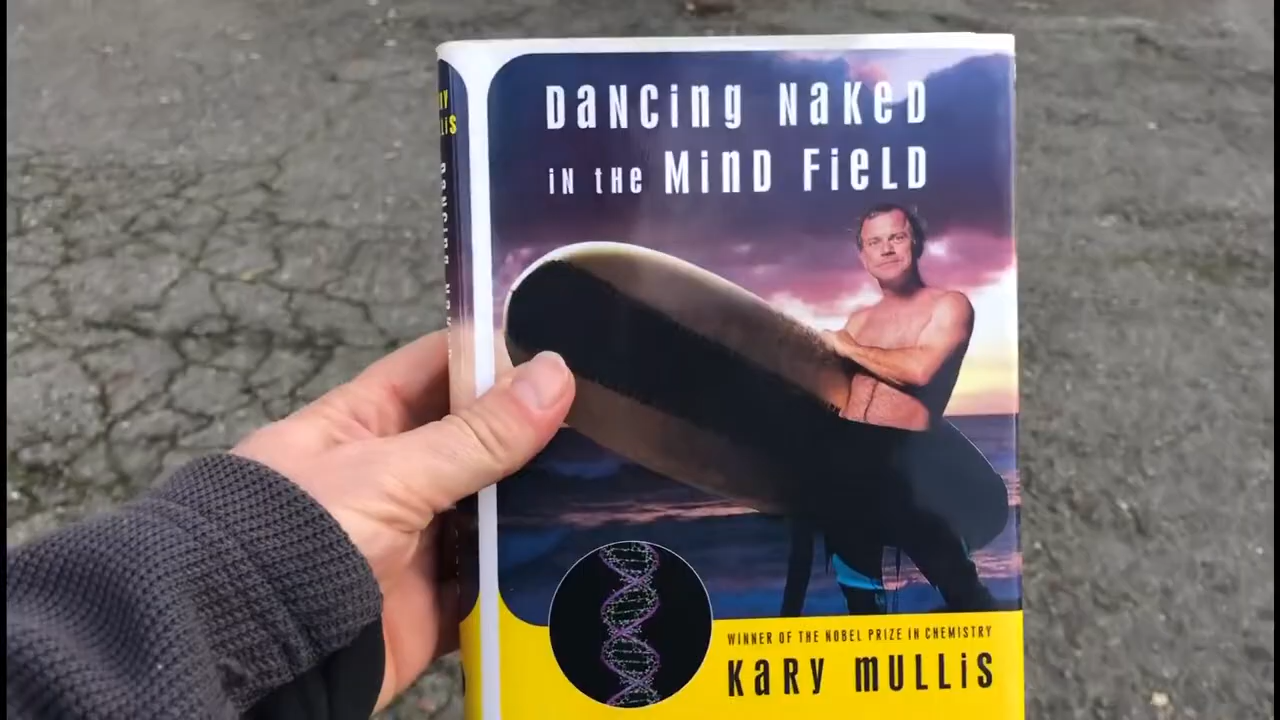 DANCING NAKED
IN THE MIND FIELD
WINNER OF THE NOBEL PRIZE IN CHEMISTRY
KARY MULLIS